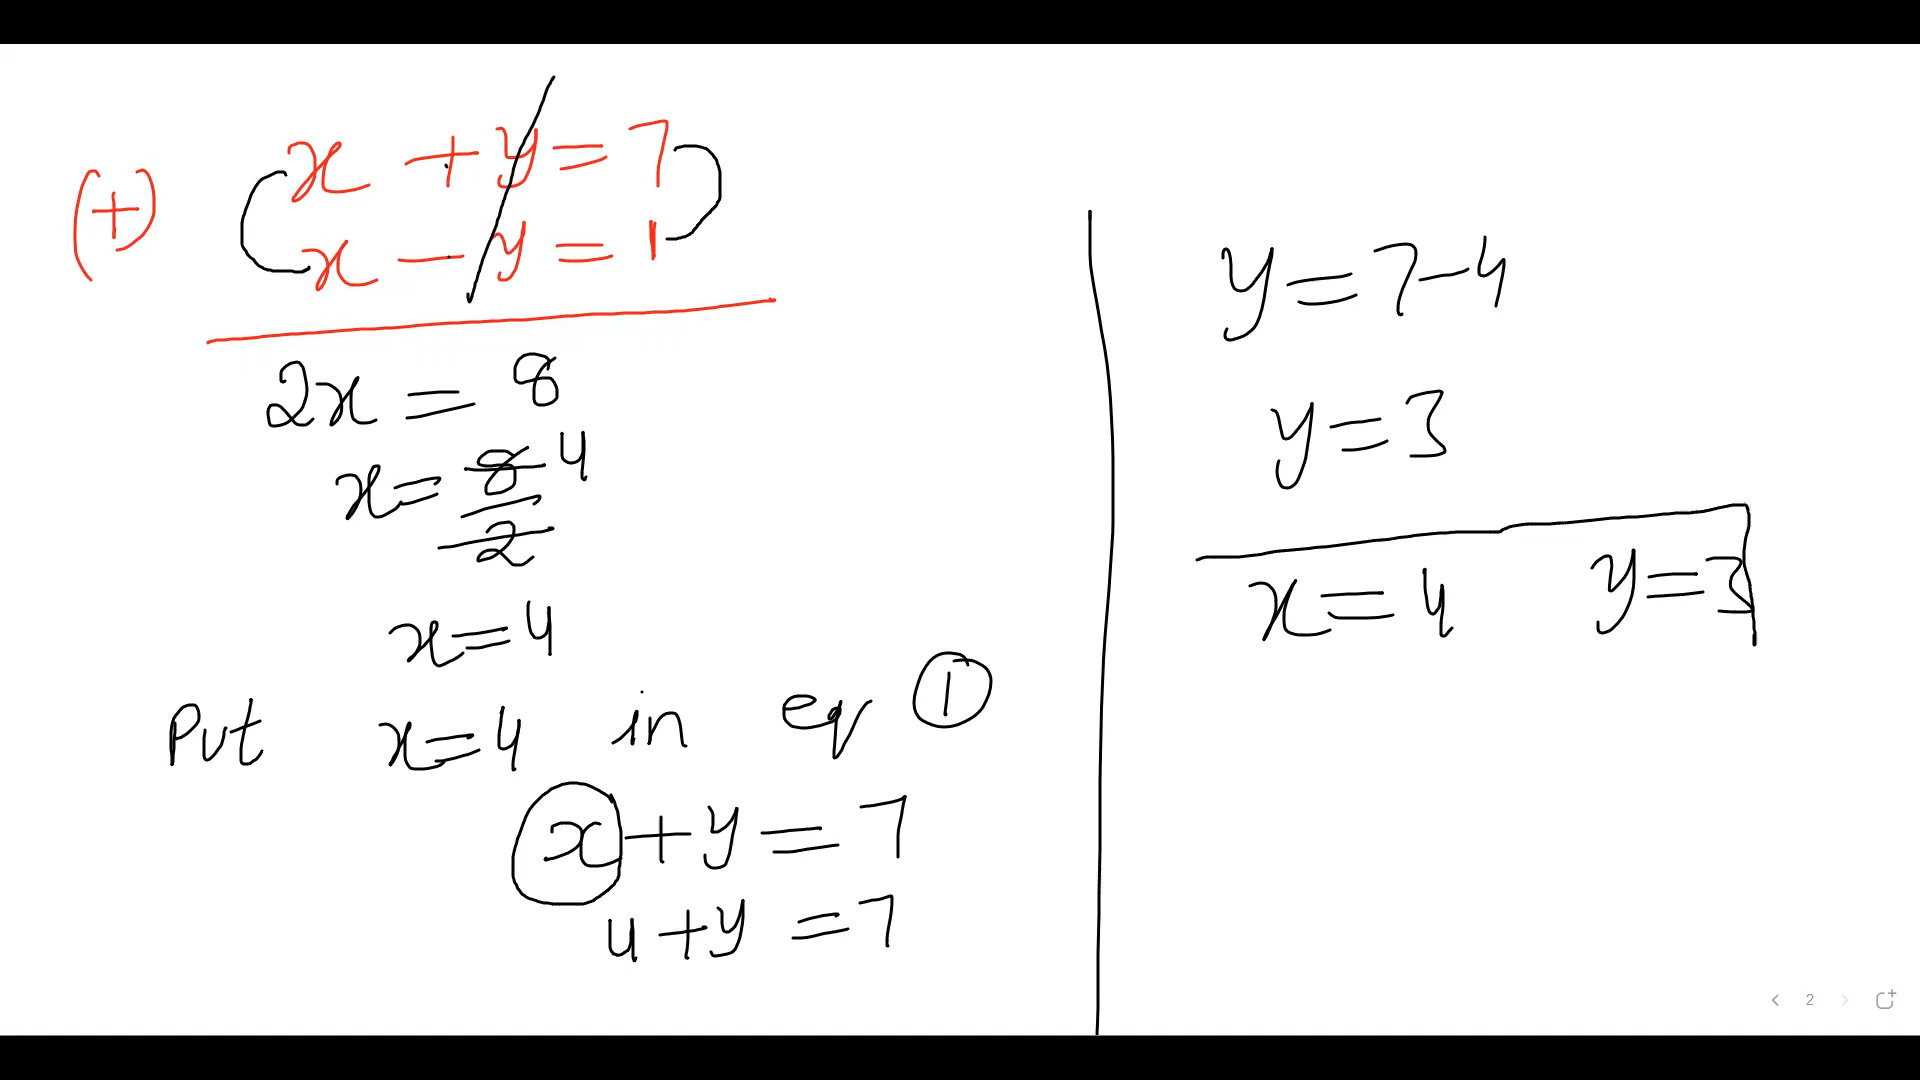 (+) x + y = 7
x - y = 1
2x = 8
x = 8/2 4
x = 4
Put x = 4 in eq ①
x + y = 7
4 + y = 7
y = 7 - 4
y = 3
x = 4 y = 3
2